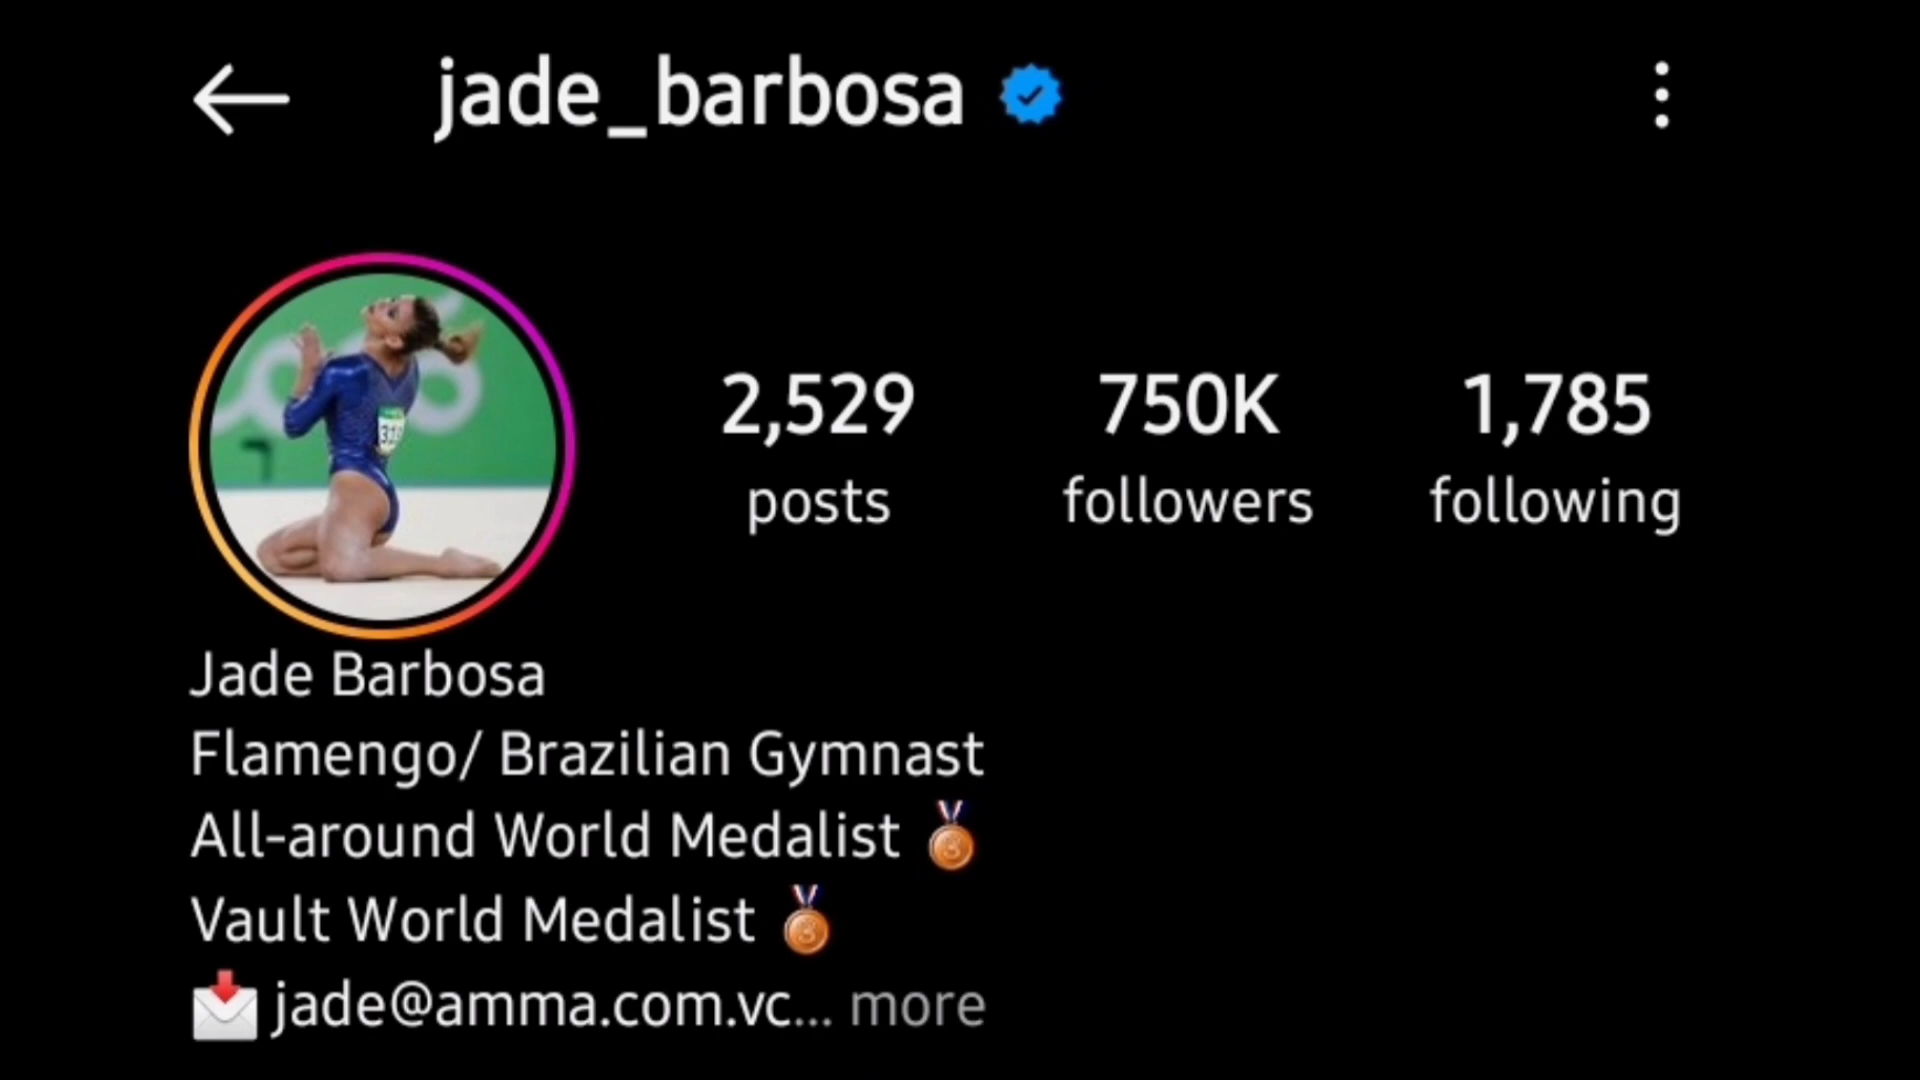 jade_barbosa
2,529 750K 1,785
posts followers following
Jade Barbosa
Flamengo/ Brazilian Gymnast
All-around World Medalist
Vault World Medalist
jade@amma.com.vc... more